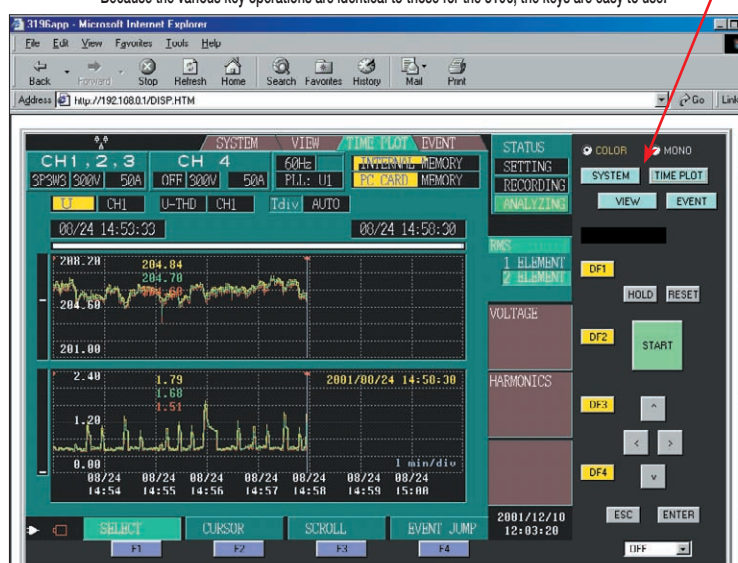 Because the various key operations are identical to those for the 3196, the keys are easy to use.
3196app - Microsoft Internet Explorer
File Edit View Favorites Tools Help
Back Forward Stop Refresh Home Search Favorites History Mail Print
Address http://192.168.0.1/DISP.HTM Go Link
SYSTEM VIEW TIME PLOT EVENT STATUS
COLOR MONO
CH1,2,3 CH 4 60Hz INTERNAL MEMORY SETTING
3P3W3 300V 50A OFF 300V 50A PLL: U1 PC CARD MEMORY RECORDING
SYSTEM TIME PLOT
U CH1 U-THD CH1 Tdiv AUTO ANALYZING
VIEW EVENT
08/24 14:53:33 08/24 14:58:30
RMS
1 ELEMENT
2 ELEMENT
DF1
HOLD RESET
208.20 204.84
204.70
204.60
204.60
201.00
VOLTAGE
DF2 START
2.40 1.79 2001/08/24 14:58:30
1.68
1.51
1.20
0.00 1 min/div
HARMONICS
DF3
DF4
08/24 08/24 08/24 08/24 08/24 08/24 08/24
14:54 14:55 14:56 14:57 14:58 14:59 15:00
SELECT CURSOR SCROLL EVENT JUMP
2001/12/10
12:03:20
ESC ENTER
F1 F2 F3 F4
OFF